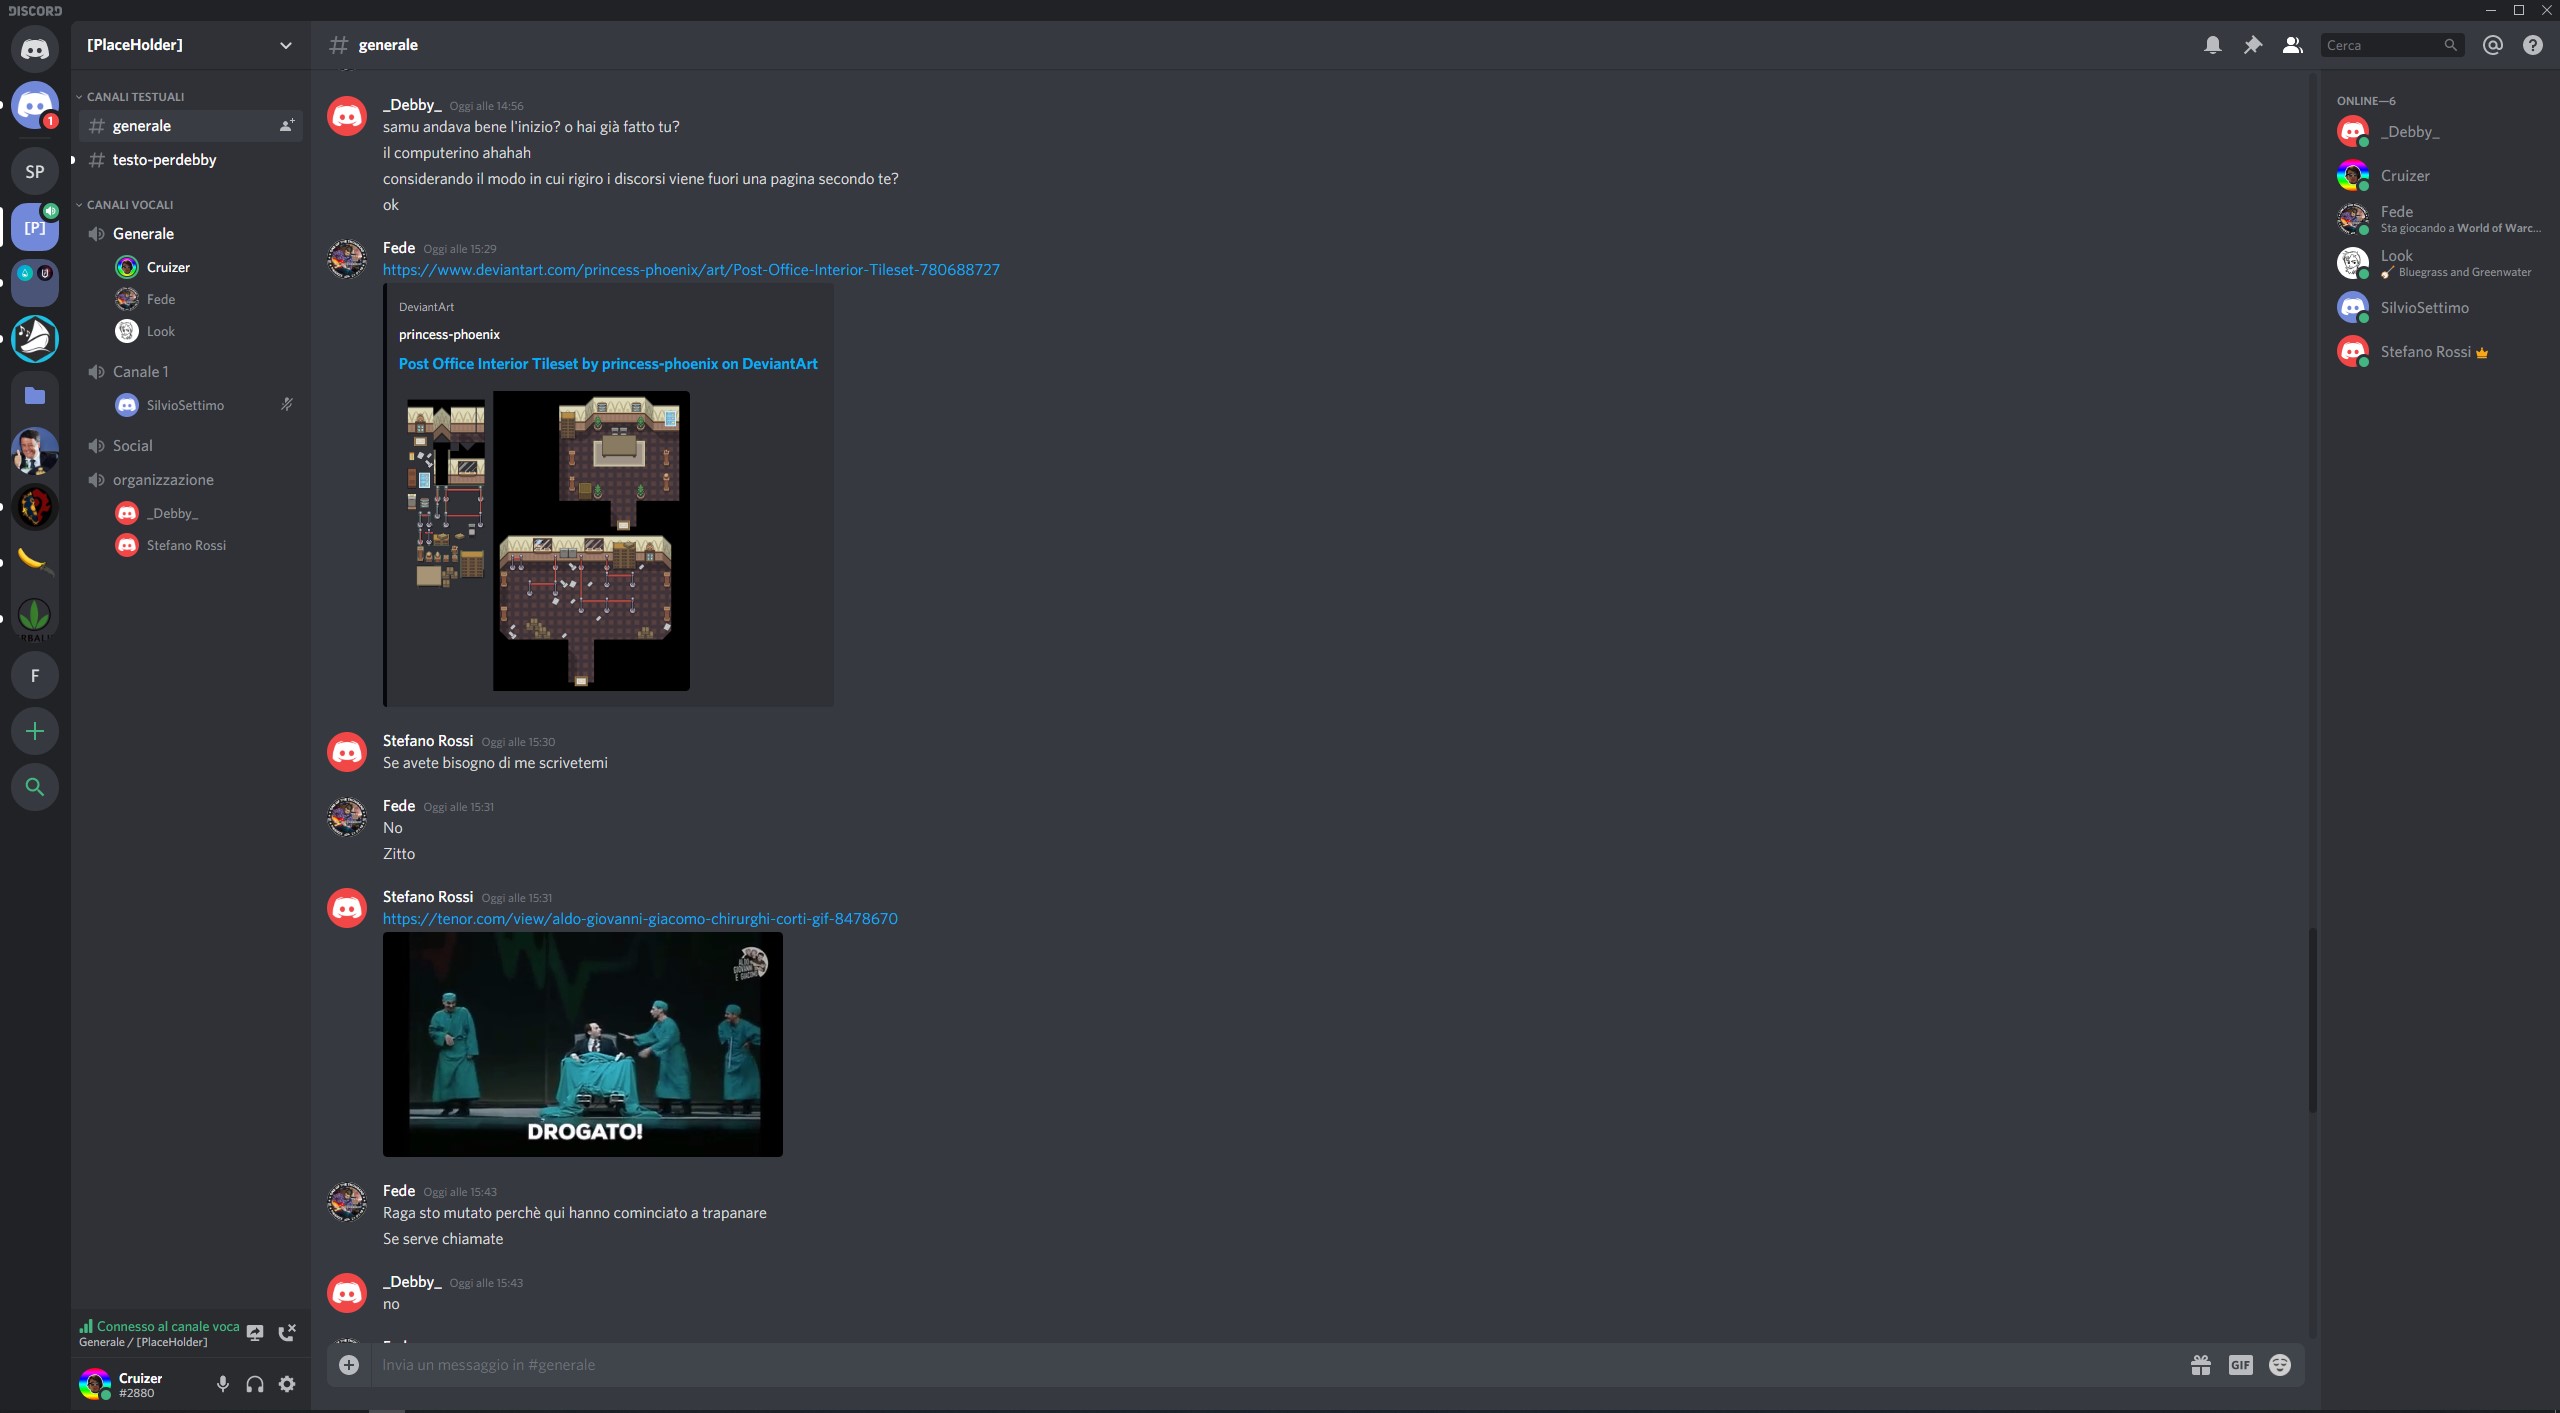 DISCORD
[PlaceHolder]
generale
Cerca
1
SP
[P]
F
CANALI TESTUALI
generale
testo-perdebby
CANALI VOCALI
Generale
Cruizer
Fede
Look
Canale 1
SilvioSettimo
Social
organizzazione
_Debby_
Stefano Rossi
Connesso al canale voca
Generale / [PlaceHolder]
Cruizer
#2880
_Debby_ Oggi alle 14:56
samu andava bene l'inizio? o hai già fatto tu?
il computerino ahahah
considerando il modo in cui rigiro i discorsi viene fuori una pagina secondo te?
ok
Fede Oggi alle 15:29
https://www.deviantart.com/princess-phoenix/art/Post-Office-Interior-Tileset-780688727
DeviantArt
princess-phoenix
Post Office Interior Tileset by princess-phoenix on DeviantArt
Stefano Rossi Oggi alle 15:30
Se avete bisogno di me scrivetemi
Fede Oggi alle 15:31
No
Zitto
Stefano Rossi Oggi alle 15:31
https://tenor.com/view/aldo-giovanni-giacomo-chirurghi-corti-gif-8478670
ALDO
GIOVANNI
E GIACOMO
DROGATO!
Fede Oggi alle 15:43
Raga sto mutato perchè qui hanno cominciato a trapanare
Se serve chiamate
_Debby_ Oggi alle 15:43
no
Invia un messaggio in #generale
GIF
ONLINE—6
_Debby_
Cruizer
Fede
Sta giocando a World of Warc...
Look
Bluegrass and Greenwater
SilvioSettimo
Stefano Rossi